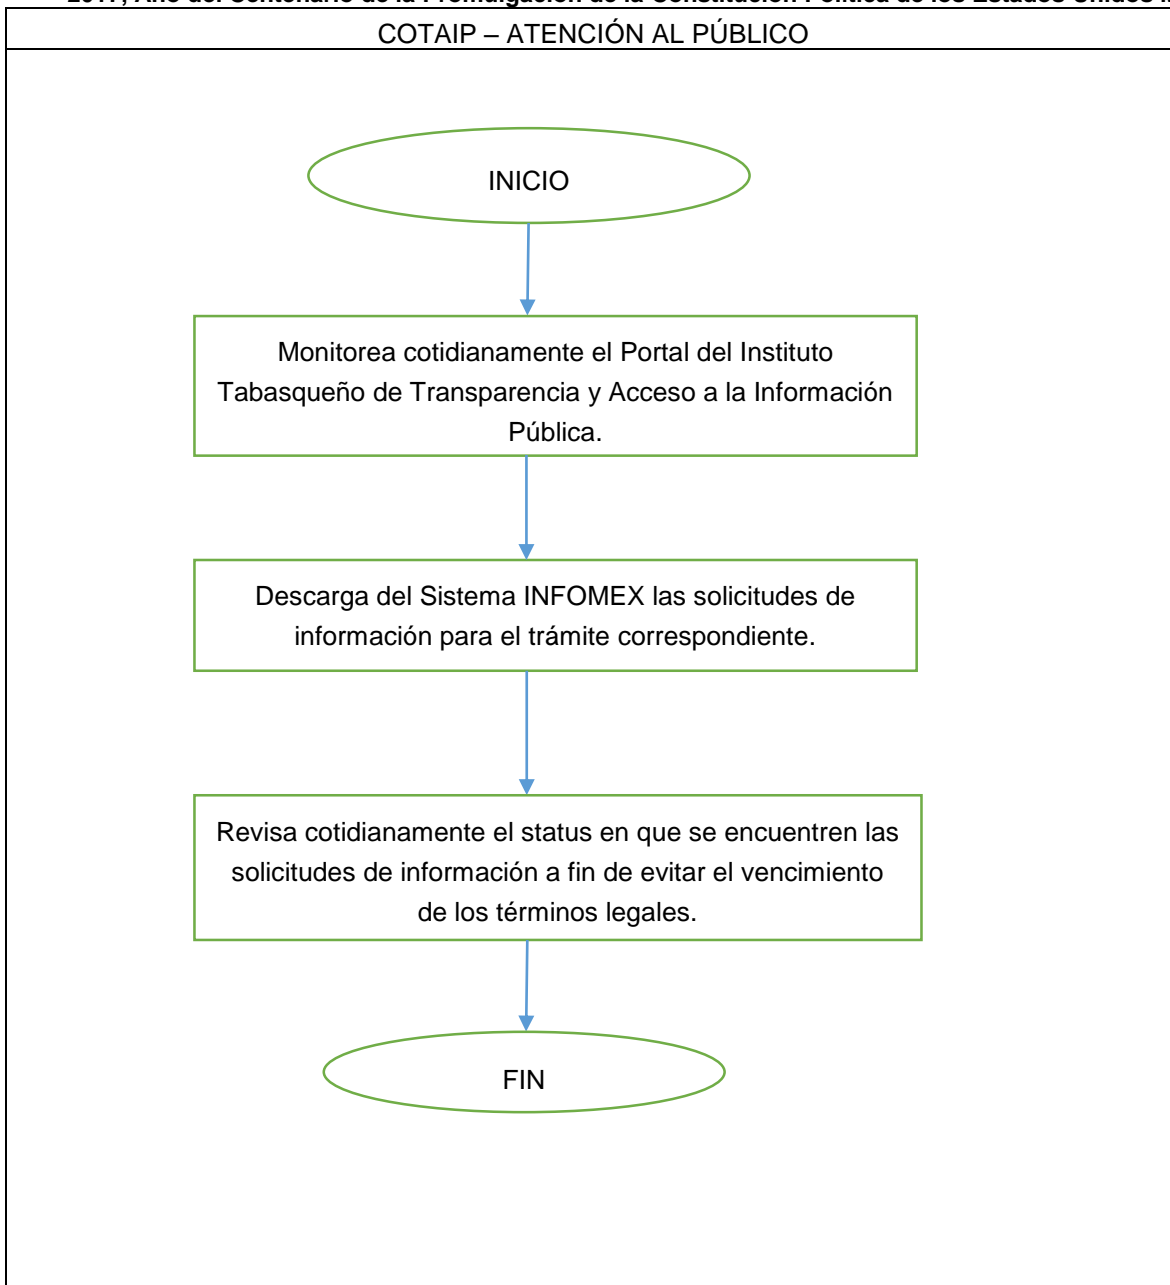 COTAIP – ATENCIÓN AL PÚBLICO
INICIO
Monitorea cotidianamente el Portal del Instituto
Tabasqueño de Transparencia y Acceso a la Información
Pública.
Descarga del Sistema INFOMEX las solicitudes de
información para el trámite correspondiente.
Revisa cotidianamente el status en que se encuentren las
solicitudes de información a fin de evitar el vencimiento
de los términos legales.
FIN